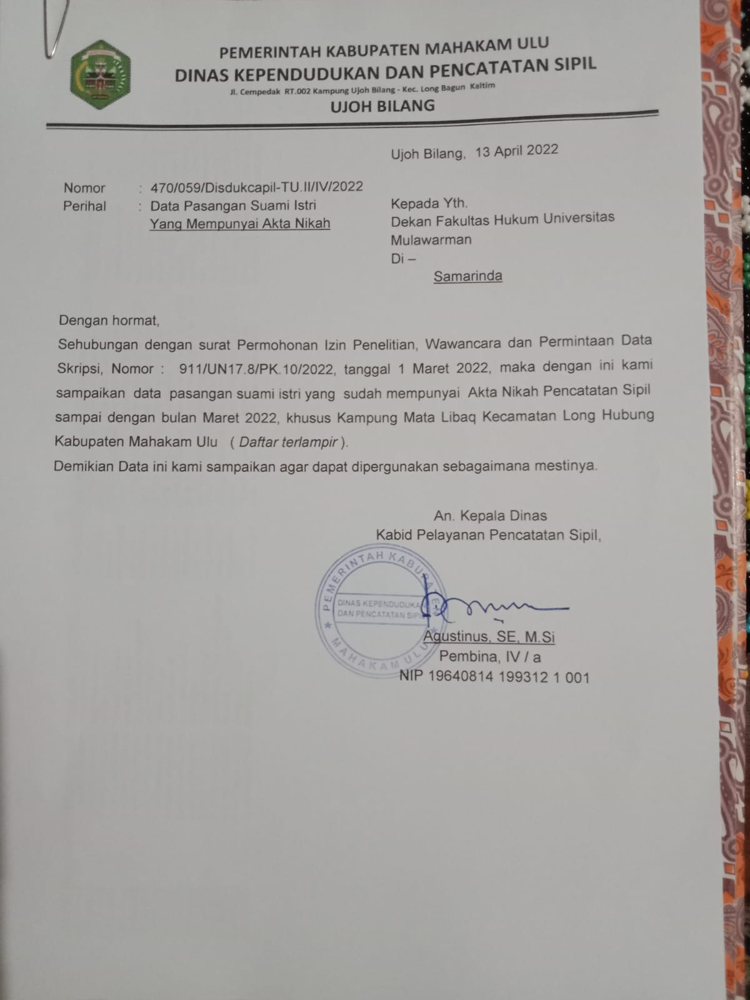 PEMERINTAH KABUPATEN MAHAKAM ULU
DINAS KEPENDUDUKAN DAN PENCATATAN SIPIL
Jl. Cempedak RT.002 Kampung Ujoh Bilang - Kec. Long Bagun Kaltim
UJOH BILANG
Ujoh Bilang, 13 April 2022
Nomor : 470/059/Disdukcapil-TU.II/IV/2022
Perihal : Data Pasangan Suami Istri
Yang Mempunyai Akta Nikah
Kepada Yth.
Dekan Fakultas Hukum Universitas
Mulawarman
Di –
Samarinda
Dengan hormat,
Sehubungan dengan surat Permohonan Izin Penelitian, Wawancara dan Permintaan Data
Skripsi, Nomor : 911/UN17.8/PK.10/2022, tanggal 1 Maret 2022, maka dengan ini kami
sampaikan data pasangan suami istri yang sudah mempunyai Akta Nikah Pencatatan Sipil
sampai dengan bulan Maret 2022, khusus Kampung Mata Libaq Kecamatan Long Hubung
Kabupaten Mahakam Ulu ( Daftar terlampir ).
Demikian Data ini kami sampaikan agar dapat dipergunakan sebagaimana mestinya.
An. Kepala Dinas
Kabid Pelayanan Pencatatan Sipil,
PEMERINTAH KABUPATEN
DINAS KEPENDUDUKAN
DAN PENCATATAN SIPIL
MAHAKAM ULU
Agustinus, SE, M.Si
Pembina, IV / a
NIP 19640814 199312 1 001